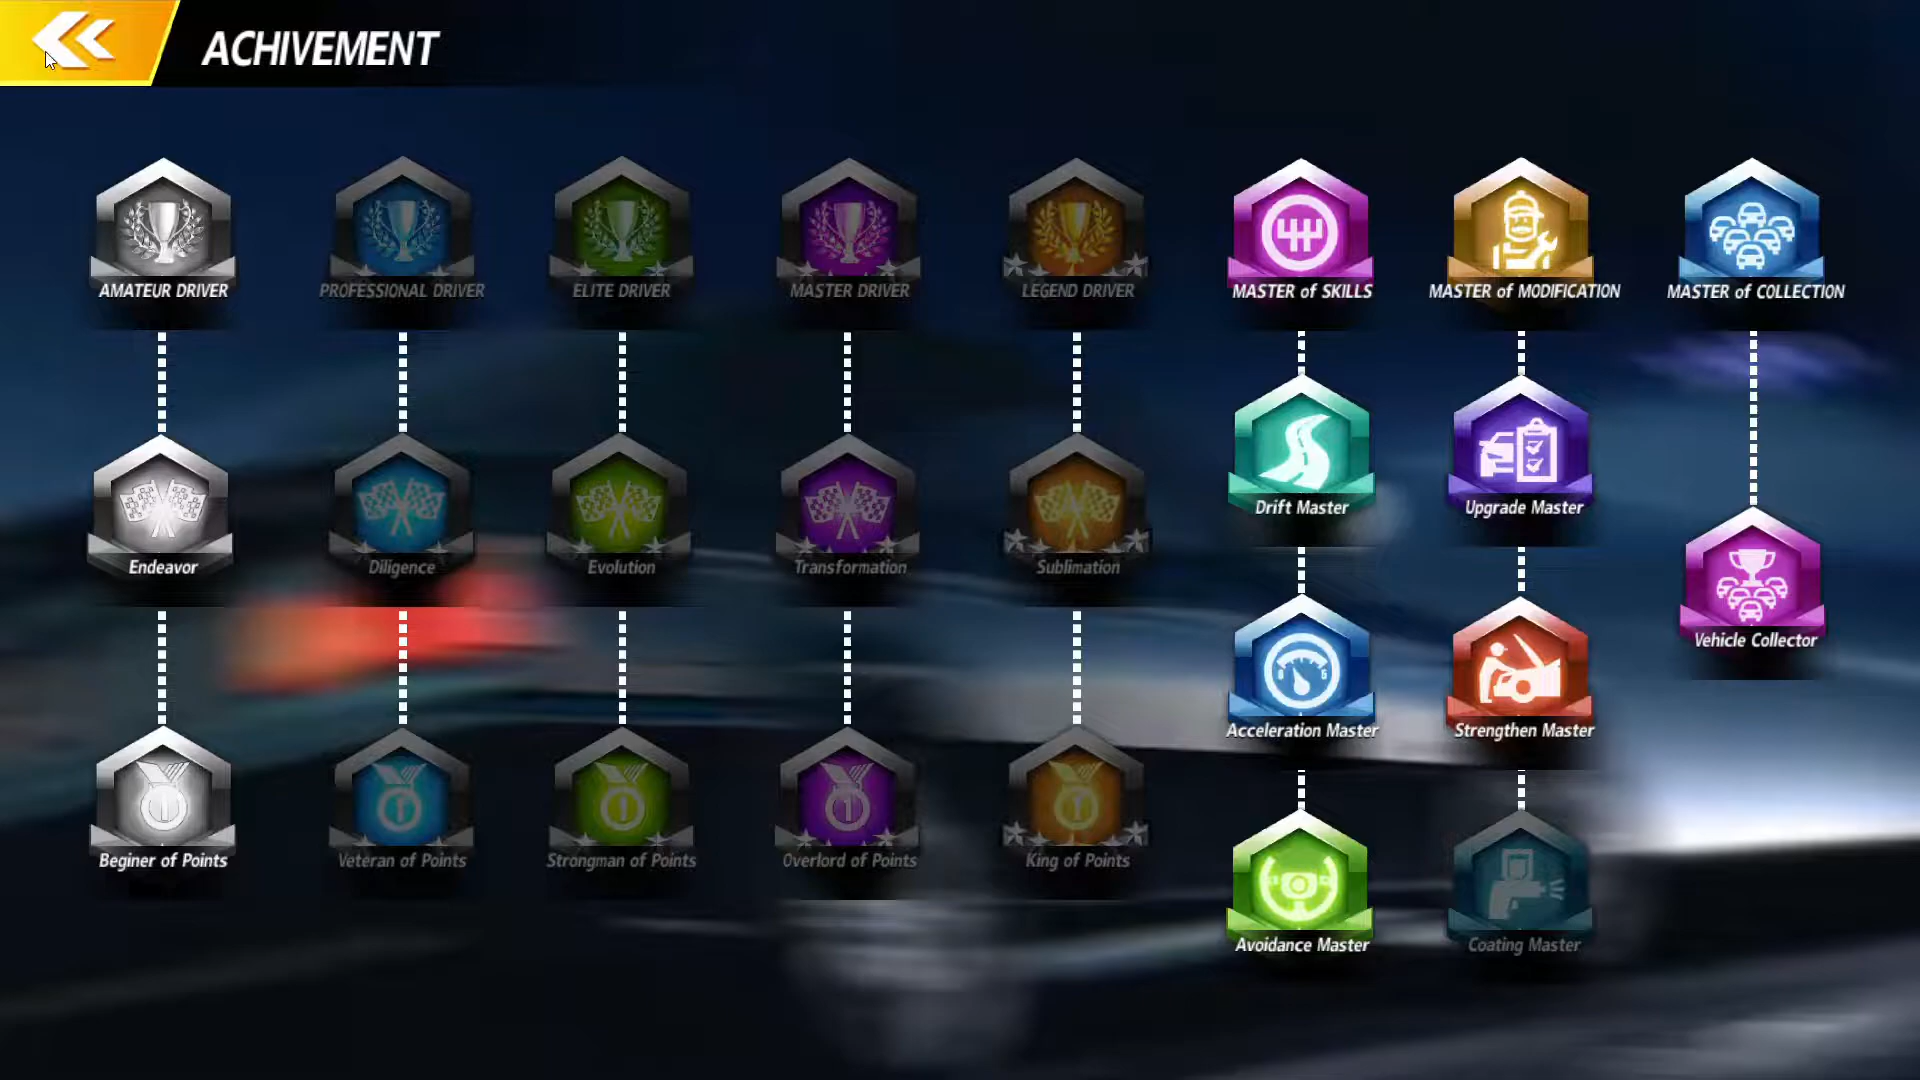 ACHIVEMENT
AMATEUR DRIVER
PROFESSIONAL DRIVER
ELITE DRIVER
MASTER DRIVER
LEGEND DRIVER
MASTER of SKILLS
MASTER of MODIFICATION
MASTER of COLLECTION
Drift Master
Upgrade Master
Endeavor
Diligence
Evolution
Transformation
Sublimation
Vehicle Collector
Acceleration Master
Strengthen Master
Beginer of Points
Veteran of Points
Strongman of Points
Overlord of Points
King of Points
Avoidance Master
Coating Master